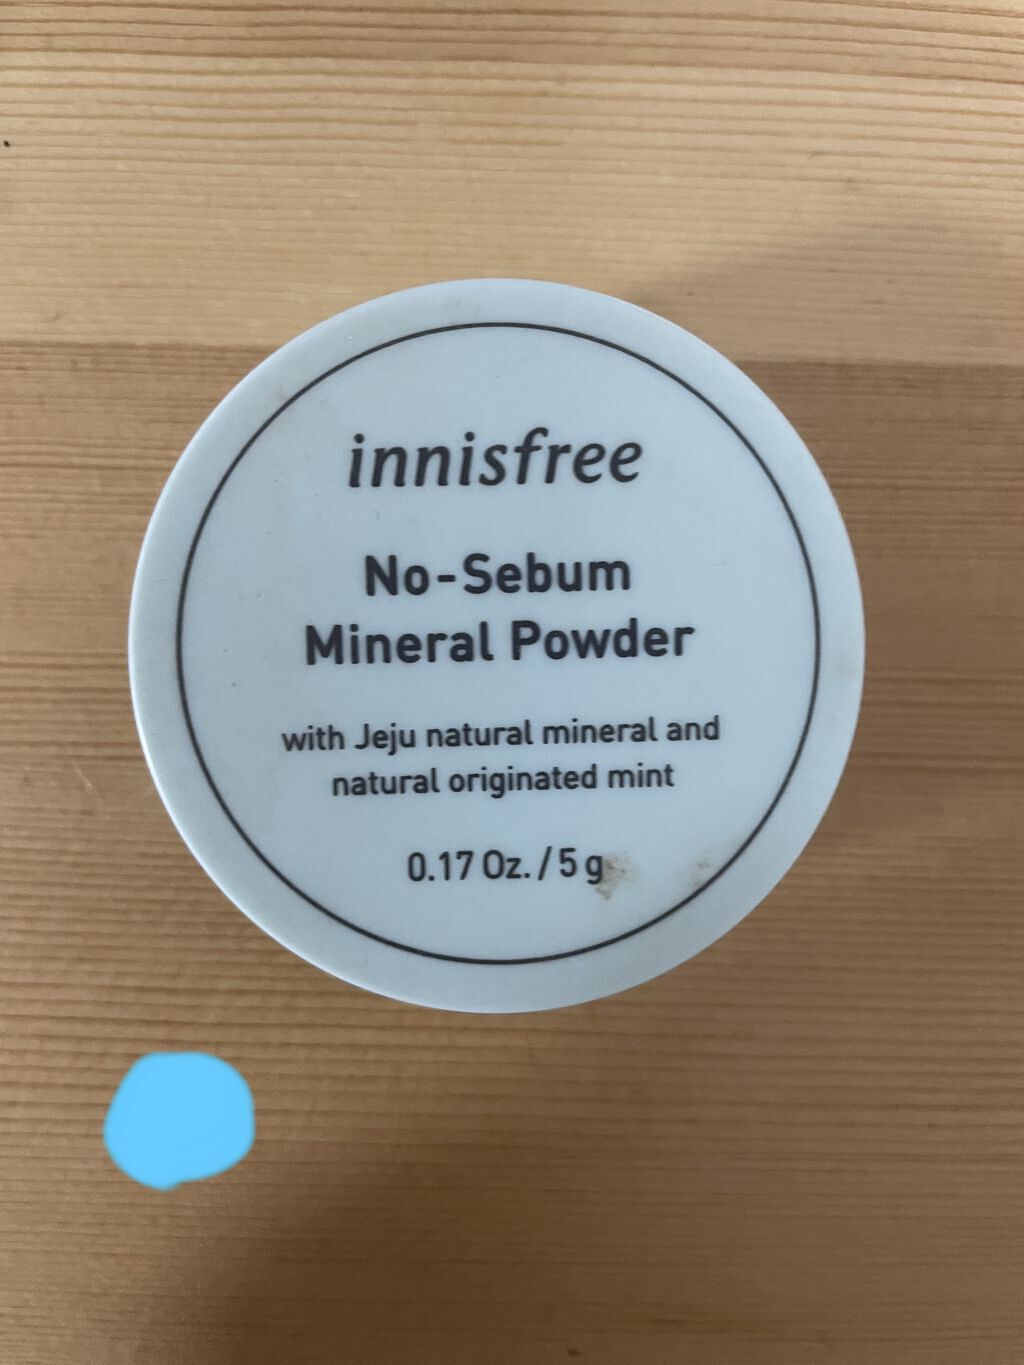 innisfree
No-Sebum
Mineral Powder
with Jeju natural mineral and
natural originated mint
0.17 Oz. / 5 g